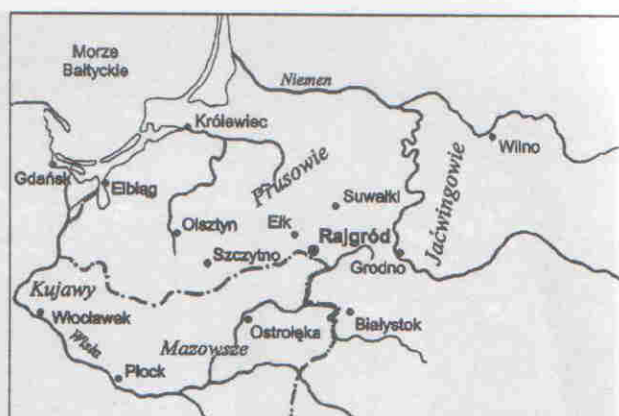 Morze
Bałtyckie
Niemen
Królewiec
Wilno
Gdańsk
Elbląg
Prusowie
Suwałki
Jaćwingowie
Olsztyn
Ełk
Rajgród
Szczytno
Grodno
Kujawy
Włocławek
Ostrołęka
Białystok
Wisła
Mazowsze
Płock